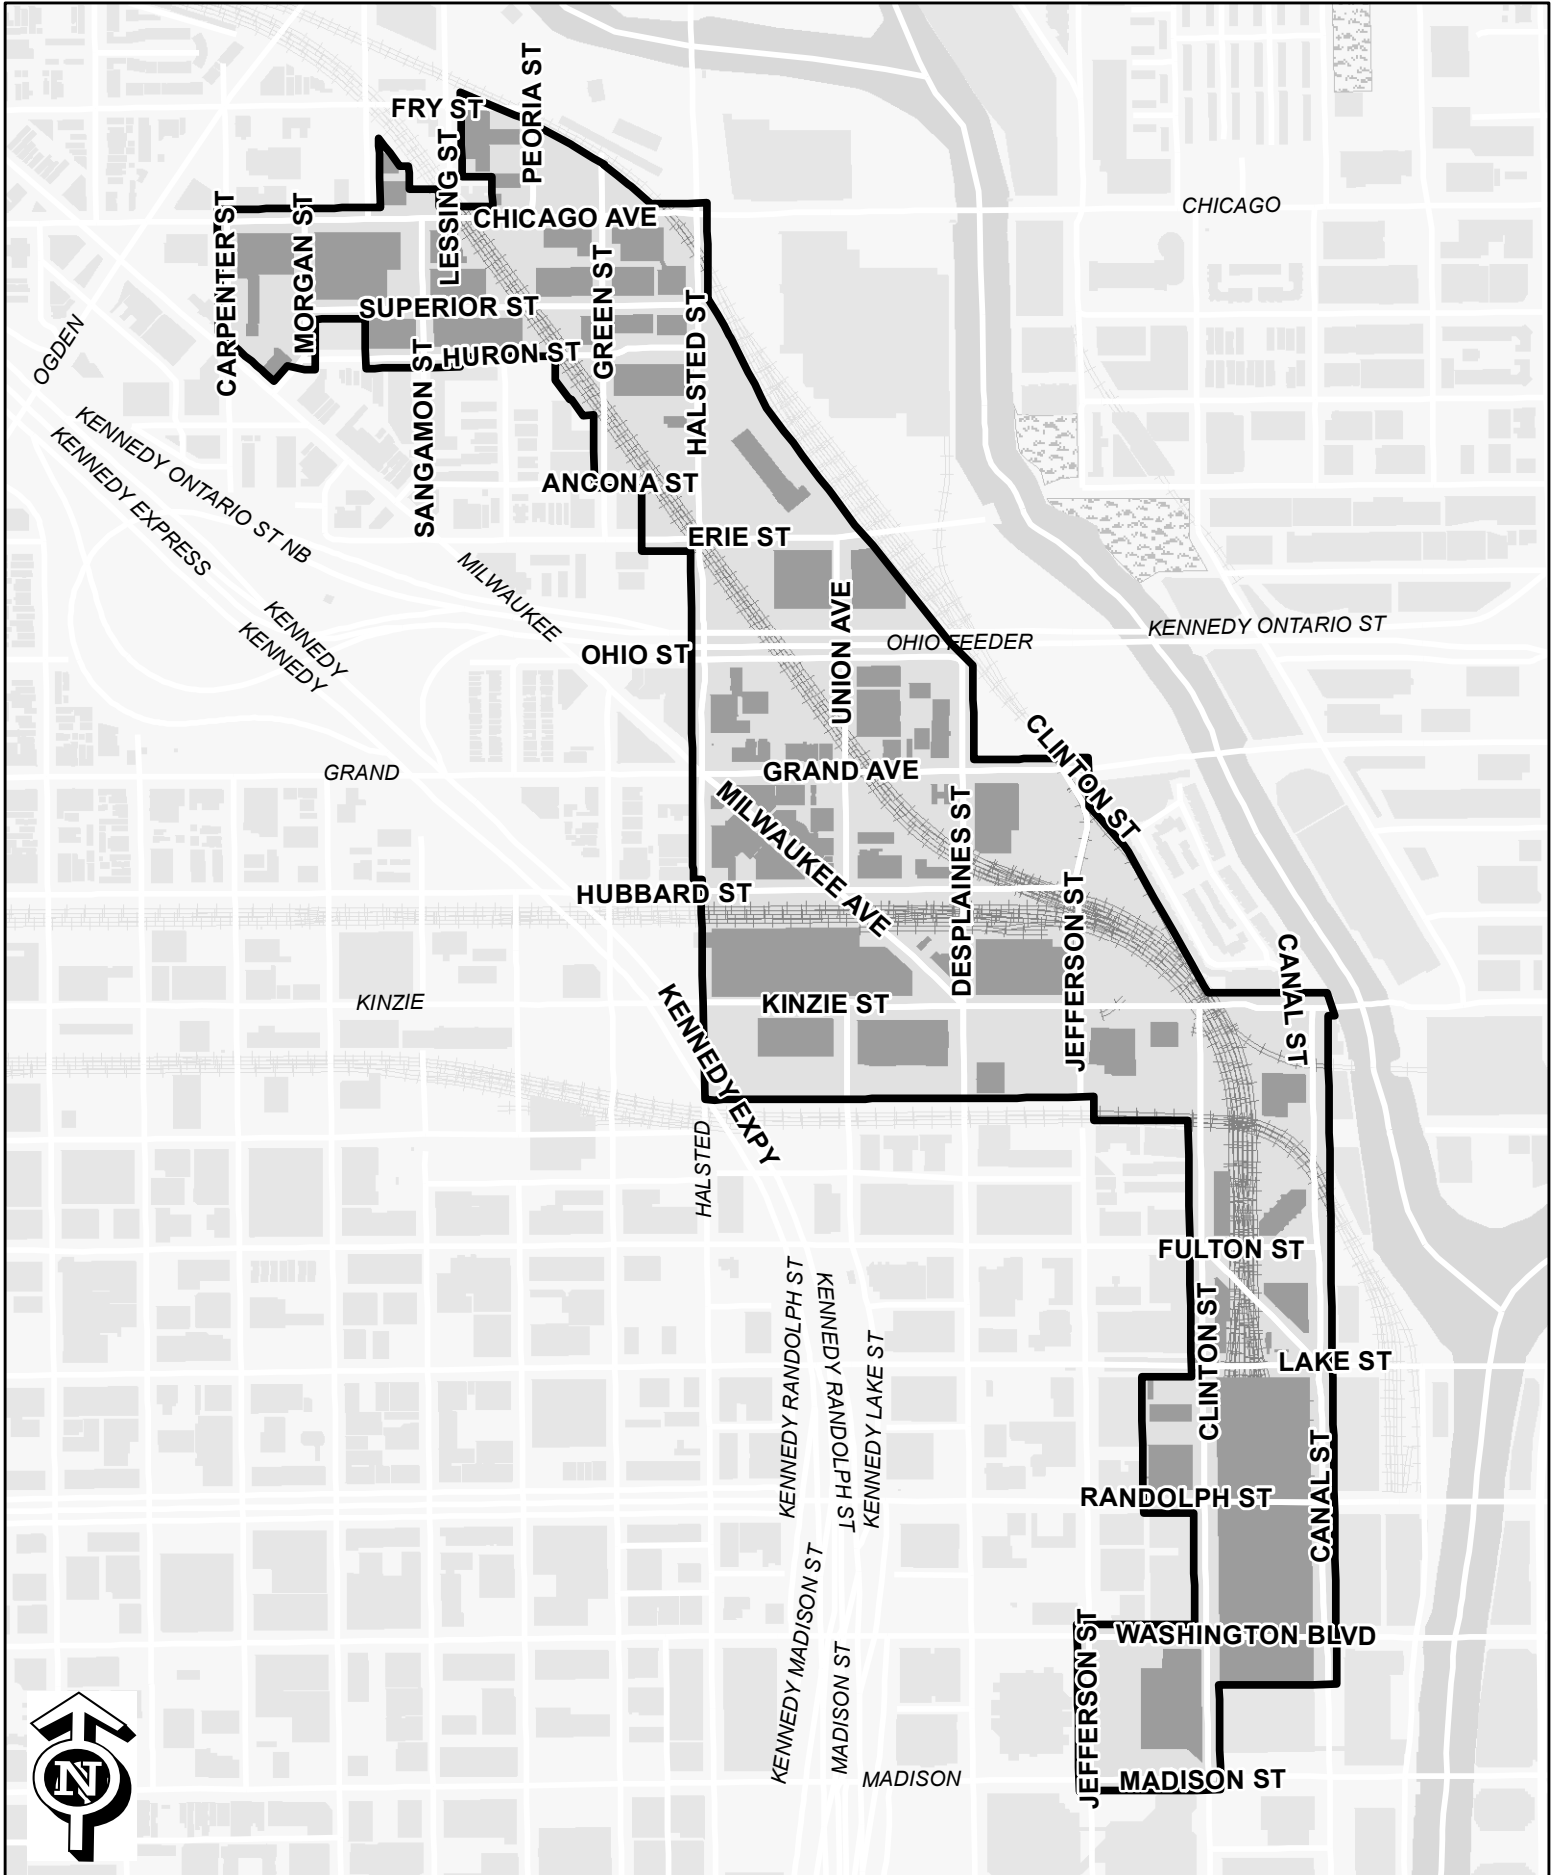 PEORIA ST
FRY ST
LESSING ST
CARPENTER ST
MORGAN ST
CHICAGO
CHICAGO AVE
GREEN ST
SUPERIOR ST
HALSTED ST
OGDEN
SANGAMON ST
HURON ST
KENNEDY ONTARIO ST NB
KENNEDY EXPRESS
ANCONA ST
ERIE ST
MILWAUKEE
KENNEDY
KENNEDY
UNION AVE
OHIO FEEDER
KENNEDY ONTARIO ST
OHIO ST
CLINTON ST
GRAND
GRAND AVE
MILWAUKEE AVE
DESPLAINES ST
JEFFERSON ST
HUBBARD ST
CANAL ST
KINZIE
KINZIE ST
KENNEDY EXPY
HALSTED
FULTON ST
KENNEDY RANDOLPH ST
KENNEDY RANDOLPH ST
KENNEDY LAKE ST
CLINTON ST
LAKE ST
CANAL ST
RANDOLPH ST
KENNEDY MADISON ST
MADISON ST
JEFFERSON ST
WASHINGTON BLVD
MADISON
MADISON ST
N